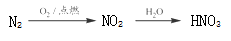 N₂ —O₂/点燃→ NO₂ —H₂O→ HNO₃